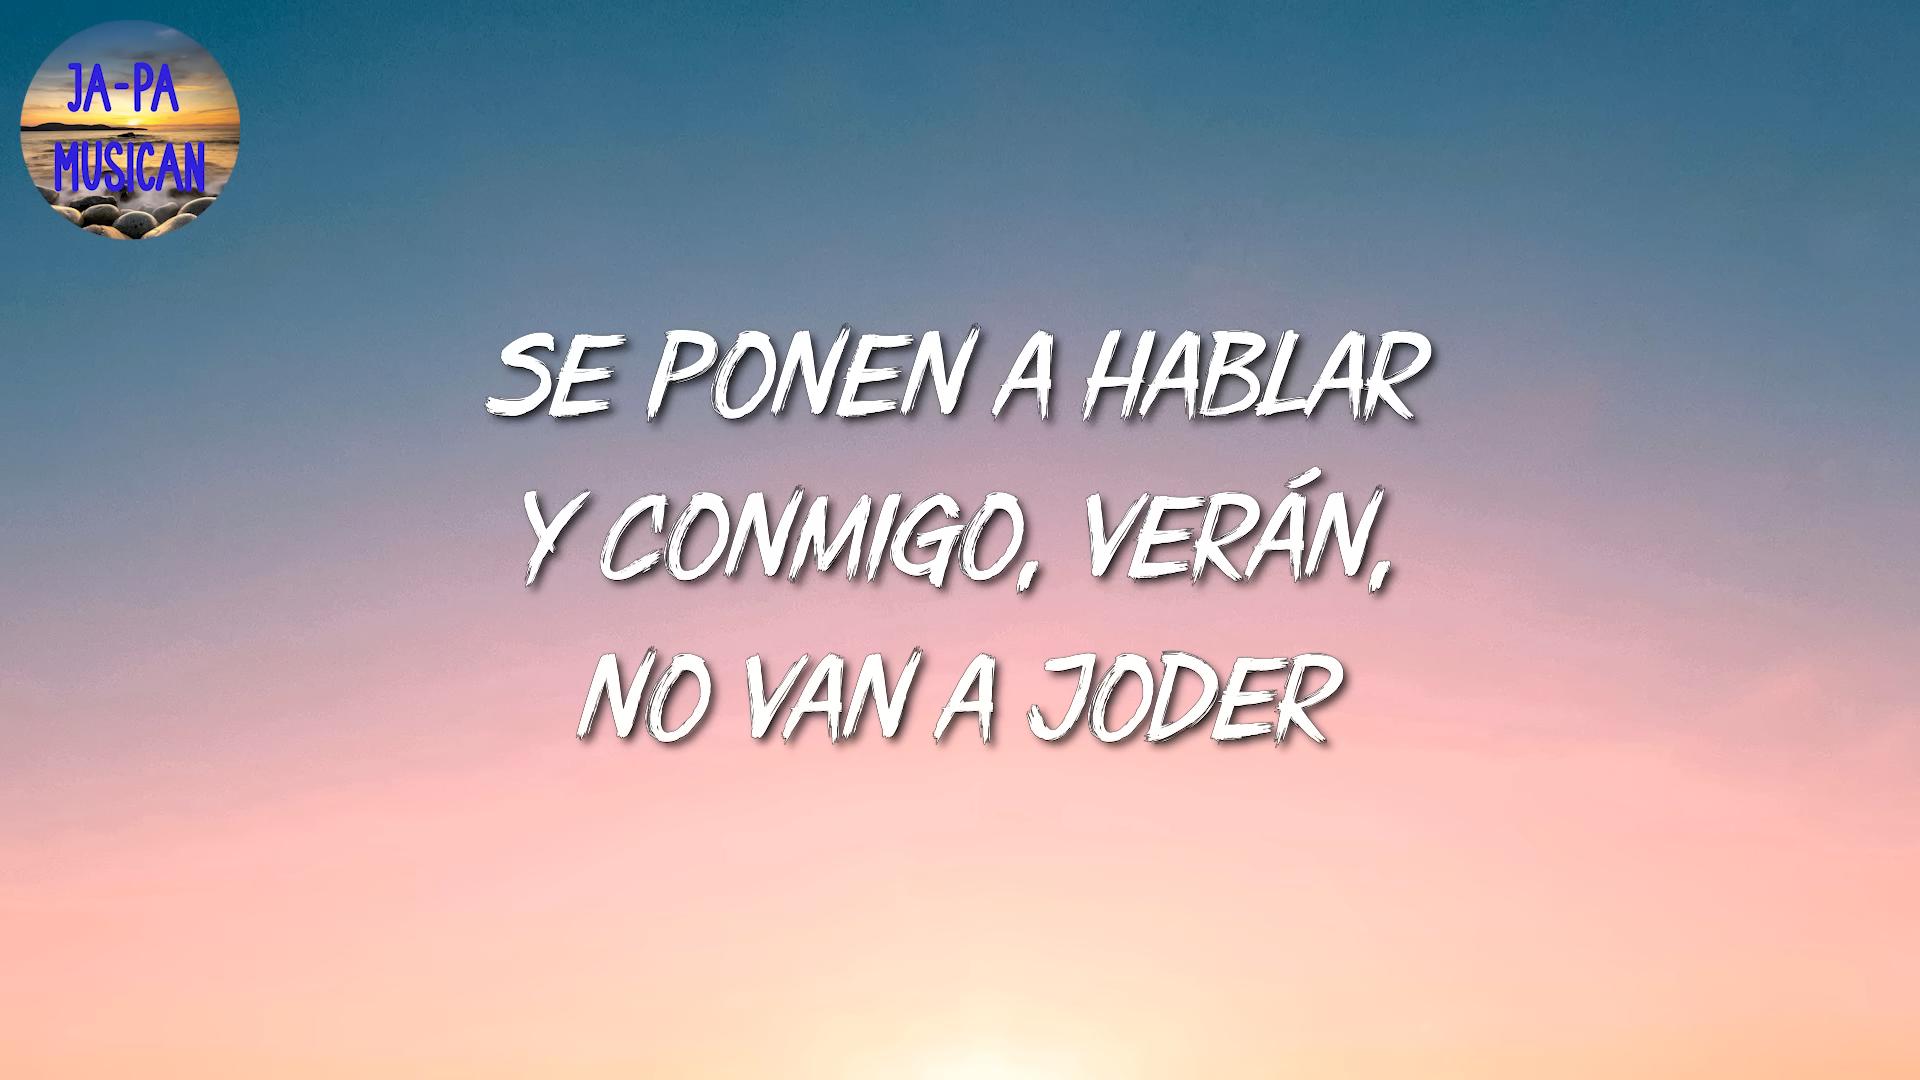 JA-PA
MUSICAN
SE PONEN A HABLAR
Y CONMIGO, VERÁN,
NO VAN A JODER